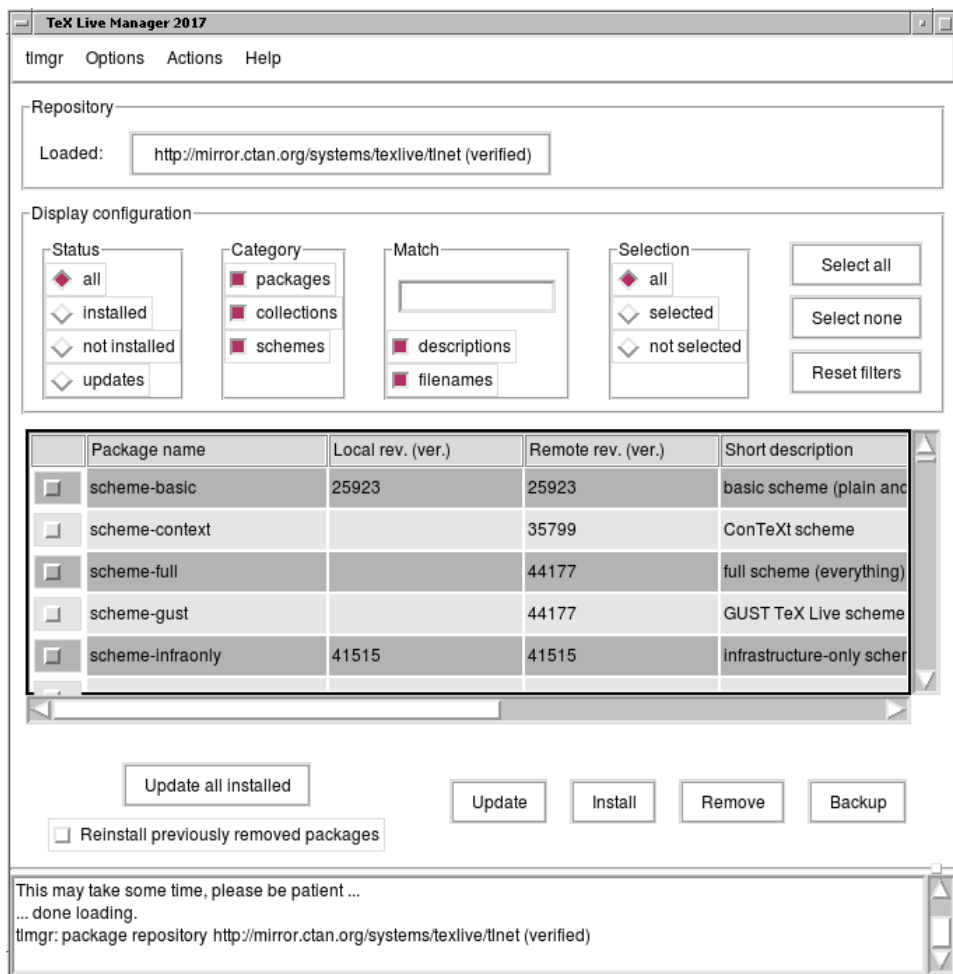 TeX Live Manager 2017
tlmgr Options Actions Help
Repository
Loaded: http://mirror.ctan.org/systems/texlive/tlnet (verified)
Display configuration
Status Category Match Selection
all packages all Select all
installed collections selected Select none
not installed schemes descriptions not selected
updates filenames Reset filters
Package name Local rev. (ver.) Remote rev. (ver.) Short description
scheme-basic 25923 25923 basic scheme (plain and
scheme-context 35799 ConTeXt scheme
scheme-full 44177 full scheme (everything)
scheme-gust 44177 GUST TeX Live scheme
scheme-infraonly 41515 41515 infrastructure-only scher
Update all installed Update Install Remove Backup
Reinstall previously removed packages
This may take some time, please be patient ...
... done loading.
tlmgr: package repository http://mirror.ctan.org/systems/texlive/tlnet (verified)